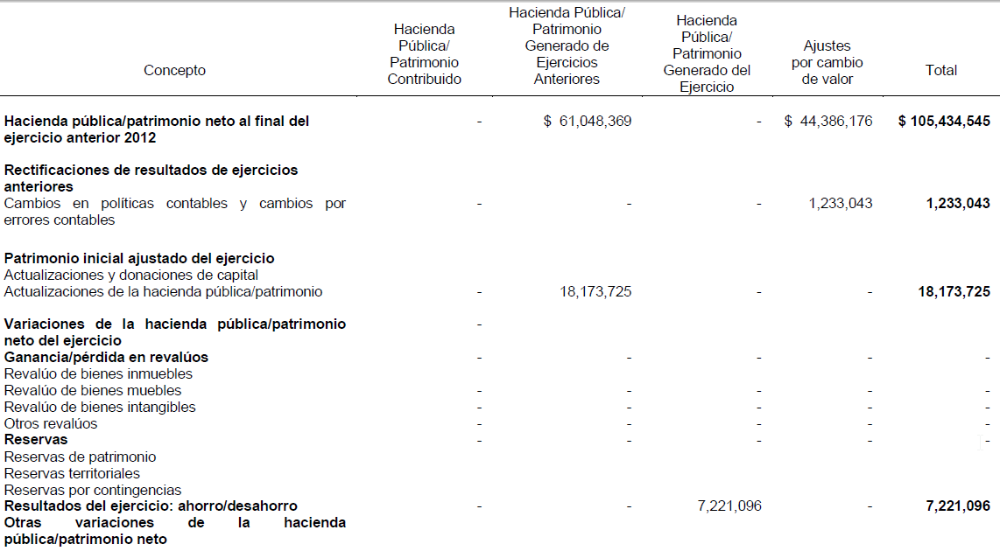 Concepto
Hacienda
Pública/
Patrimonio
Contribuido
Hacienda Pública/
Patrimonio
Generado de
Ejercicios
Anteriores
Hacienda
Pública/
Patrimonio
Generado del
Ejercicio
Ajustes
por cambio
de valor
Total
Hacienda pública/patrimonio neto al final del - $ 61,048,369 - $ 44,386,176 $ 105,434,545
ejercicio anterior 2012
Rectificaciones de resultados de ejercicios
anteriores
Cambios en políticas contables y cambios por - - - 1,233,043 1,233,043
errores contables
Patrimonio inicial ajustado del ejercicio
Actualizaciones y donaciones de capital
Actualizaciones de la hacienda pública/patrimonio - 18,173,725 - - 18,173,725
Variaciones de la hacienda pública/patrimonio -
neto del ejercicio
Ganancia/pérdida en revalúos - - - - -
Revalúo de bienes inmuebles
Revalúo de bienes muebles - - - - -
Revalúo de bienes intangibles - - - - -
Otros revalúos - - - - -
Reservas - - - - -
Reservas de patrimonio
Reservas territoriales
Reservas por contingencias
Resultados del ejercicio: ahorro/desahorro - - 7,221,096 - 7,221,096
Otras variaciones de la hacienda
pública/patrimonio neto